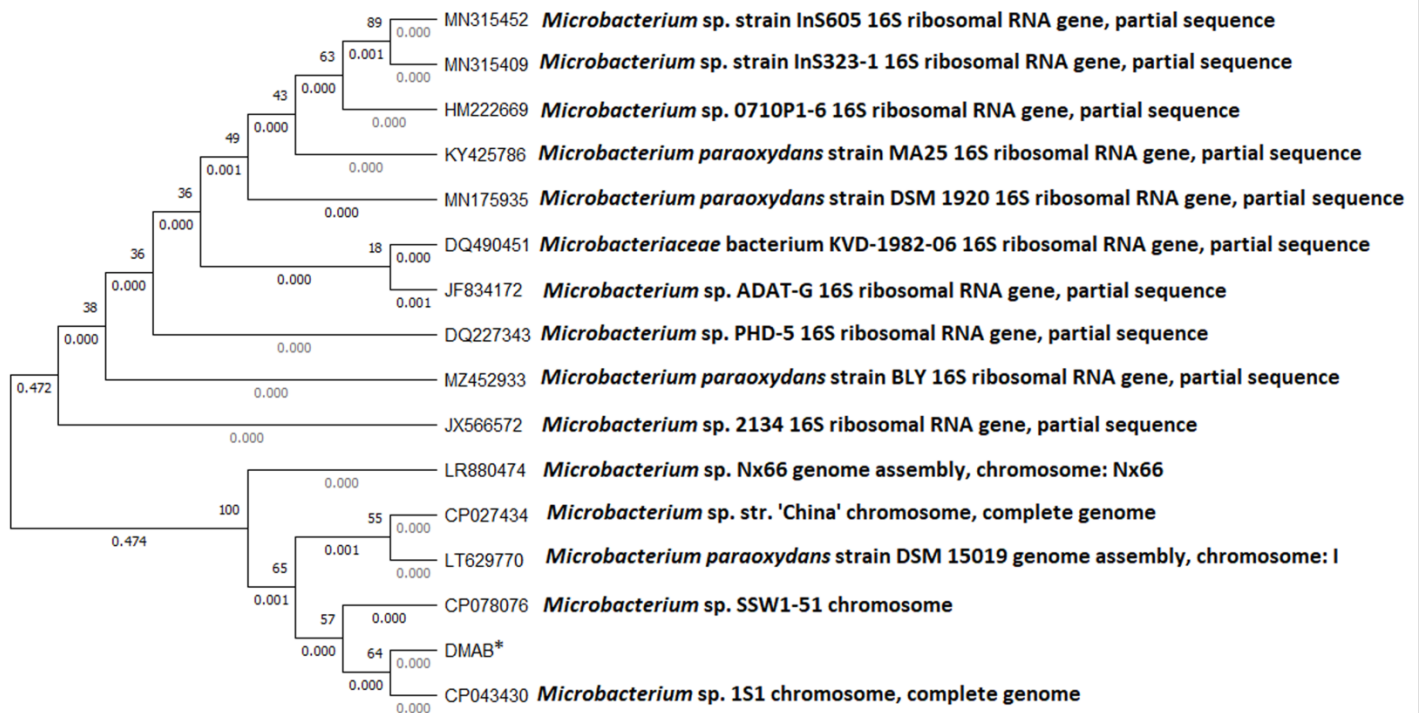 89
0.000
MN315452 Microbacterium sp. strain InS605 16S ribosomal RNA gene, partial sequence
63
0.001
MN315409 Microbacterium sp. strain InS323-1 16S ribosomal RNA gene, partial sequence
0.000
43
0.000
HM222669 Microbacterium sp. 0710P1-6 16S ribosomal RNA gene, partial sequence
0.000
49
0.000
KY425786 Microbacterium paraoxydans strain MA25 16S ribosomal RNA gene, partial sequence
0.000
36
0.001
MN175935 Microbacterium paraoxydans strain DSM 1920 16S ribosomal RNA gene, partial sequence
0.000
36
0.000
18
0.000
DQ490451 Microbacteriaceae bacterium KVD-1982-06 16S ribosomal RNA gene, partial sequence
0.000
JF834172 Microbacterium sp. ADAT-G 16S ribosomal RNA gene, partial sequence
0.001
38
0.000
DQ227343 Microbacterium sp. PHD-5 16S ribosomal RNA gene, partial sequence
0.000
0.000
MZ452933 Microbacterium paraoxydans strain BLY 16S ribosomal RNA gene, partial sequence
0.000
0.472
JX566572 Microbacterium sp. 2134 16S ribosomal RNA gene, partial sequence
0.000
LR880474 Microbacterium sp. Nx66 genome assembly, chromosome: Nx66
0.000
100
0.474
55
0.000
CP027434 Microbacterium sp. str. 'China' chromosome, complete genome
0.001
LT629770 Microbacterium paraoxydans strain DSM 15019 genome assembly, chromosome: I
0.000
65
0.001
CP078076 Microbacterium sp. SSW1-51 chromosome
0.000
57
0.000
64
0.000
DMAB*
0.000
CP043430 Microbacterium sp. 1S1 chromosome, complete genome
0.000